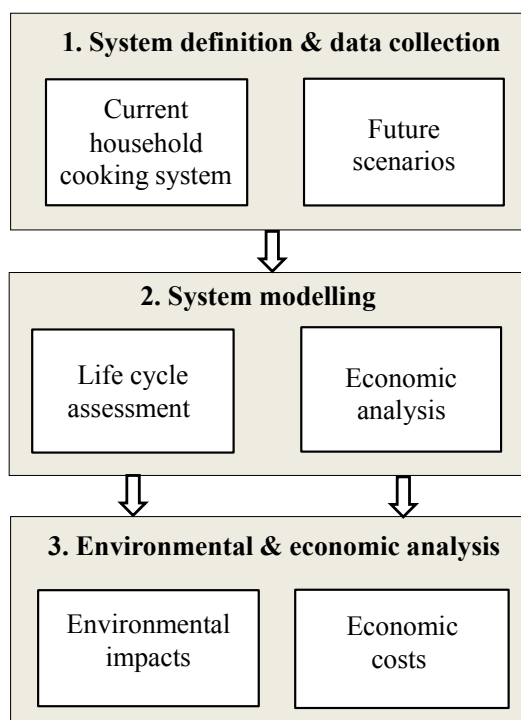 1. System definition & data collection
Current
household
cooking system
Future
scenarios
2. System modelling
Life cycle
assessment
Economic
analysis
3. Environmental & economic analysis
Environmental
impacts
Economic
costs